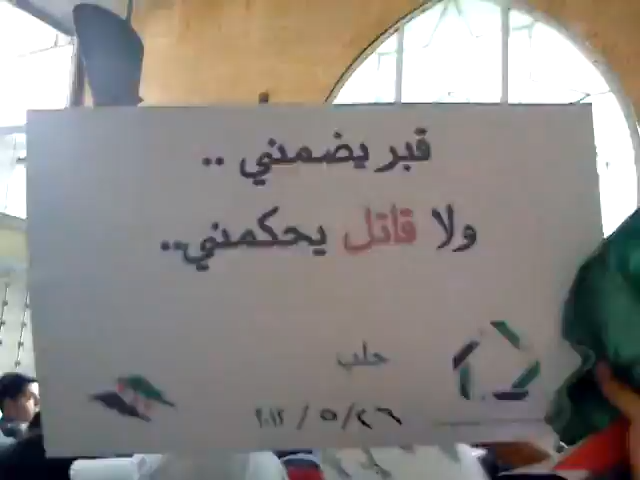 قبر يضمني ..
ولا قاتل يحكمني..
حلب
٢٠١٢ / ٥ / ٢٦